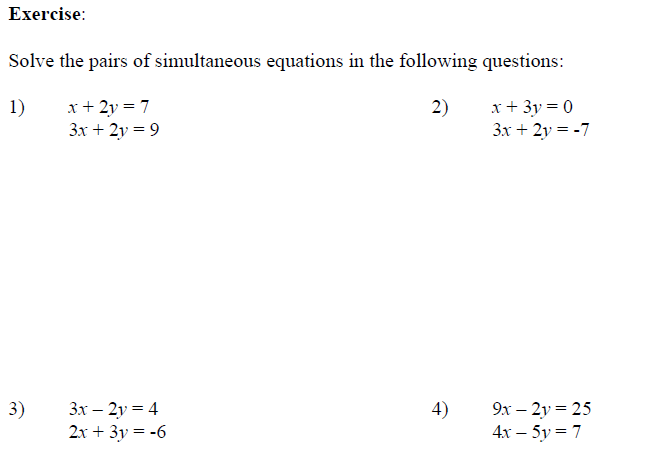 Exercise:
Solve the pairs of simultaneous equations in the following questions:
1) x + 2y = 7
3x + 2y = 9
2) x + 3y = 0
3x + 2y = -7
3) 3x – 2y = 4
2x + 3y = -6
4) 9x – 2y = 25
4x – 5y = 7